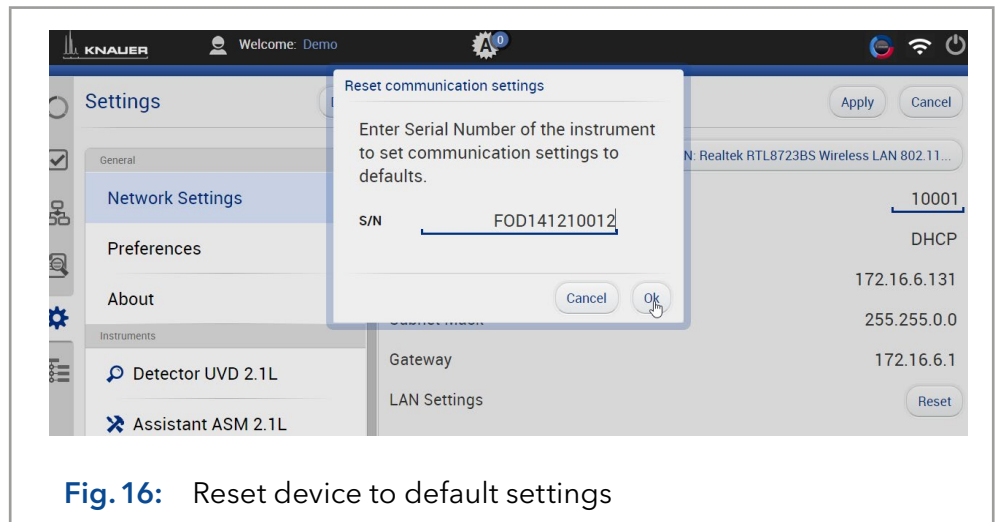 KNAUER Welcome: Demo A 0
Settings
Apply Cancel
Reset communication settings
Enter Serial Number of the instrument
to set communication settings to
defaults.
S/N FOD141210012
Cancel Ok
General
Network Settings
Preferences
About
Instruments
Detector UVD 2.1L
Assistant ASM 2.1L
N: Realtek RTL8723BS Wireless LAN 802.11...
10001
DHCP
172.16.6.131
255.255.0.0
Gateway 172.16.6.1
LAN Settings Reset
Fig. 16: Reset device to default settings